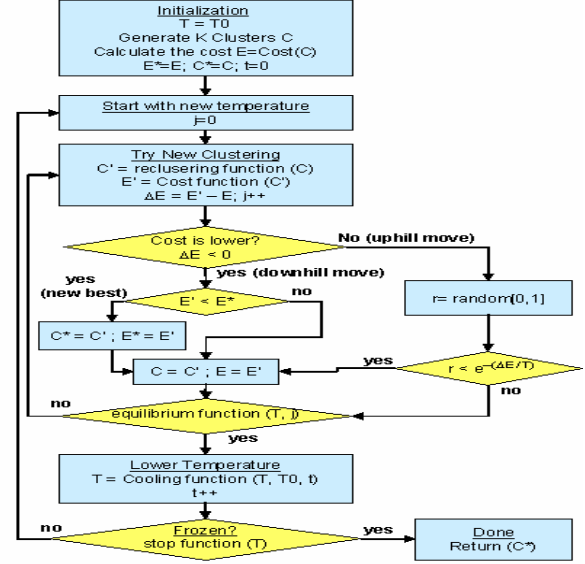 Initialization
T = T0
Generate K Clusters C
Calculate the cost E=Cost(C)
E*=E; C*=C; t=0
Start with new temperature
j=0
Try New Clustering
C' = reclusering function (C)
E' = Cost function (C')
ΔE = E' – E; j++
Cost is lower?
ΔE < 0
No (uphill move)
yes (downhill move)
yes
(new best)
E' < E*
no
r= random[0,1]
C* = C' ; E* = E'
C = C' ; E = E'
yes
r < e–(ΔE/T)
no
no
equilibrium function (T, j)
yes
Lower Temperature
T = Cooling function (T, T0, t)
t++
no
Frozen?
stop function (T)
yes
Done
Return (C*)